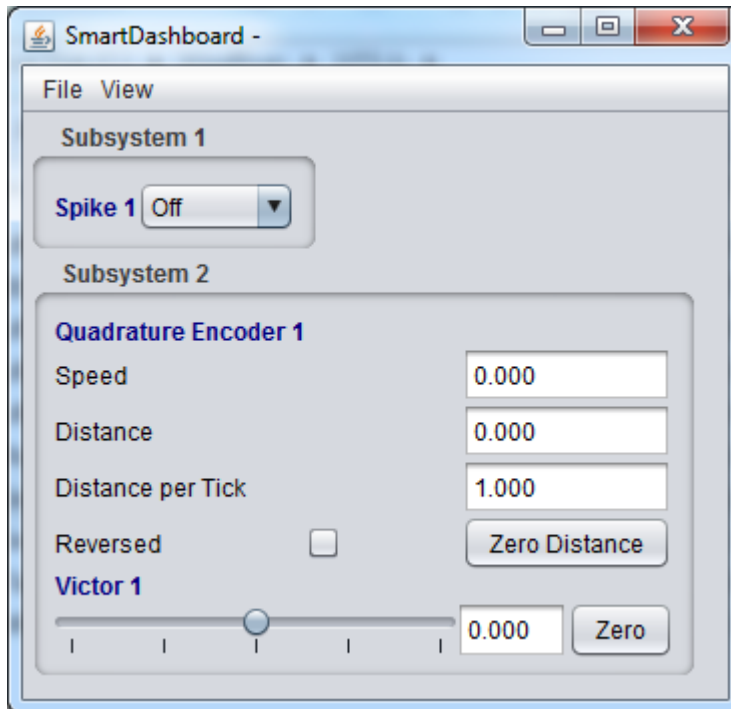 SmartDashboard -
File View
Subsystem 1
Spike 1 Off
Subsystem 2
Quadrature Encoder 1
Speed 0.000
Distance 0.000
Distance per Tick 1.000
Reversed Zero Distance
Victor 1
0.000 Zero